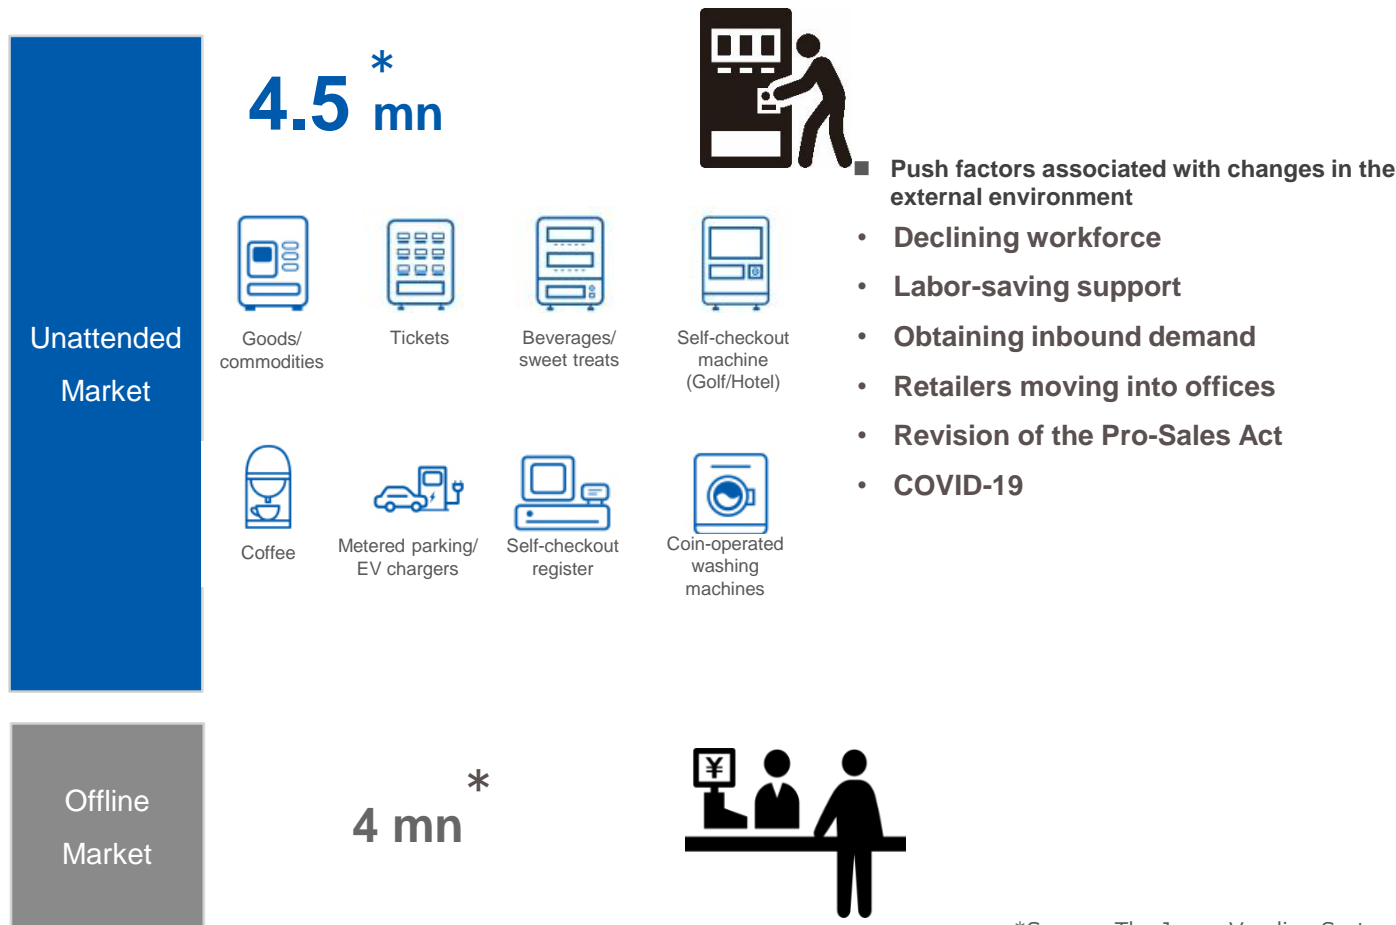 4.5 mn*
Unattended
Market
Goods/
commodities
Tickets
Beverages/
sweet treats
Self-checkout
machine
(Golf/Hotel)
Coffee
Metered parking/
EV chargers
Self-checkout
register
Coin-operated
washing
machines
■ Push factors associated with changes in the
external environment
• Declining workforce
• Labor-saving support
• Obtaining inbound demand
• Retailers moving into offices
• Revision of the Pro-Sales Act
• COVID-19
Offline
Market
4 mn*
¥